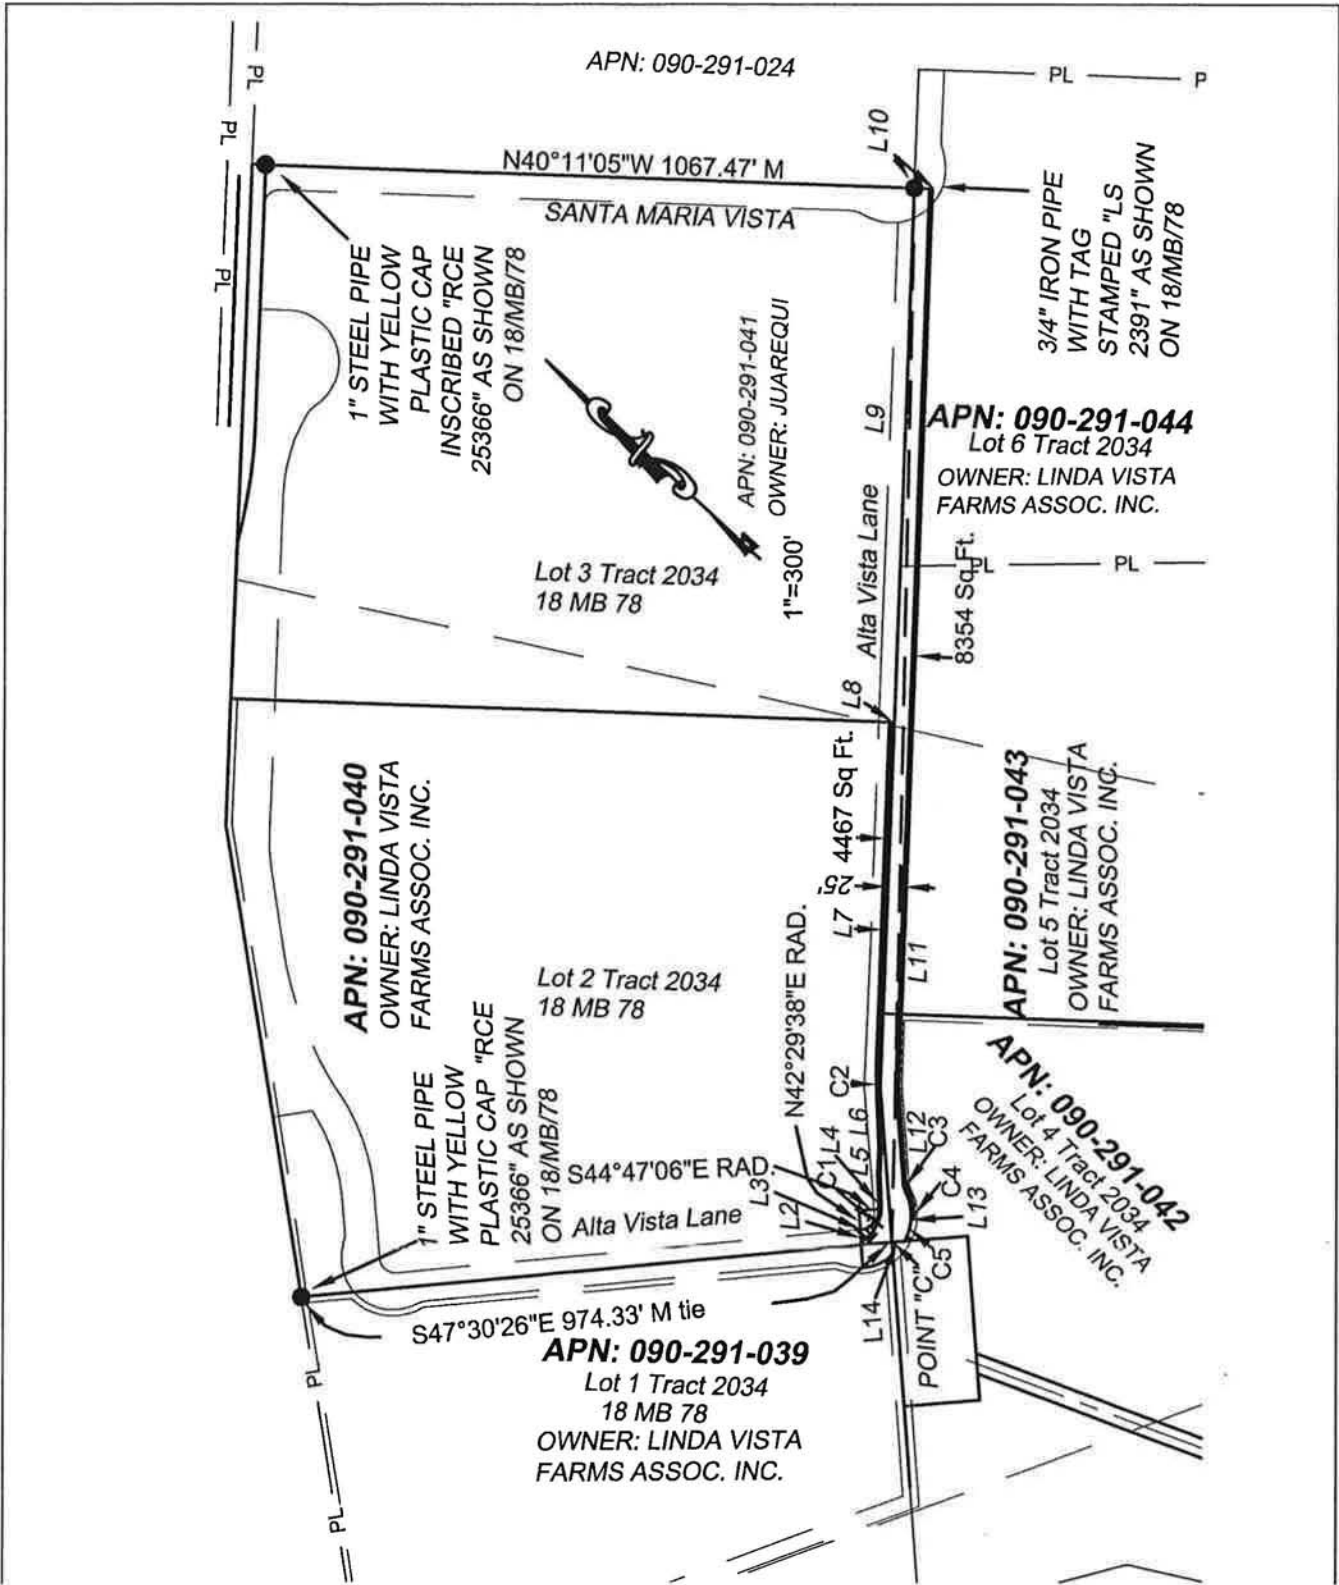 APN: 090-291-024
PL
P
PL
PL
PL
L10
N40°11'05"W 1067.47' M
SANTA MARIA VISTA
1" STEEL PIPE
WITH YELLOW
PLASTIC CAP
INSCRIBED "RCE
25366" AS SHOWN
ON 18/MB/78
3/4" IRON PIPE
WITH TAG
STAMPED "LS
2391" AS SHOWN
ON 18/MB/78
APN: 090-291-041
OWNER: JUAREQUI
1"=300'
L9
Alta Vista Lane
APN: 090-291-044
Lot 6 Tract 2034
OWNER: LINDA VISTA
FARMS ASSOC. INC.
PL
PL
8354 Sq Ft.
Lot 3 Tract 2034
18 MB 78
L8
4467 Sq Ft.
25'
L7
L11
APN: 090-291-040
OWNER: LINDA VISTA
FARMS ASSOC. INC.
APN: 090-291-043
Lot 5 Tract 2034
OWNER: LINDA VISTA
FARMS ASSOC. INC.
Lot 2 Tract 2034
18 MB 78
N42°29'38"E RAD.
C2
1" STEEL PIPE
WITH YELLOW
PLASTIC CAP "RCE
25366" AS SHOWN
ON 18/MB/78
S44°47'06"E RAD.
Alta Vista Lane
L2
L3
C1
L4
L5
L6
L12
C3
C4
L13
C5
APN: 090-291-042
Lot 4 Tract 2034
OWNER: LINDA VISTA
FARMS ASSOC. INC.
L14
POINT "C"
S47°30'26"E 974.33' M tie
APN: 090-291-039
Lot 1 Tract 2034
18 MB 78
OWNER: LINDA VISTA
FARMS ASSOC. INC.
PL
PL